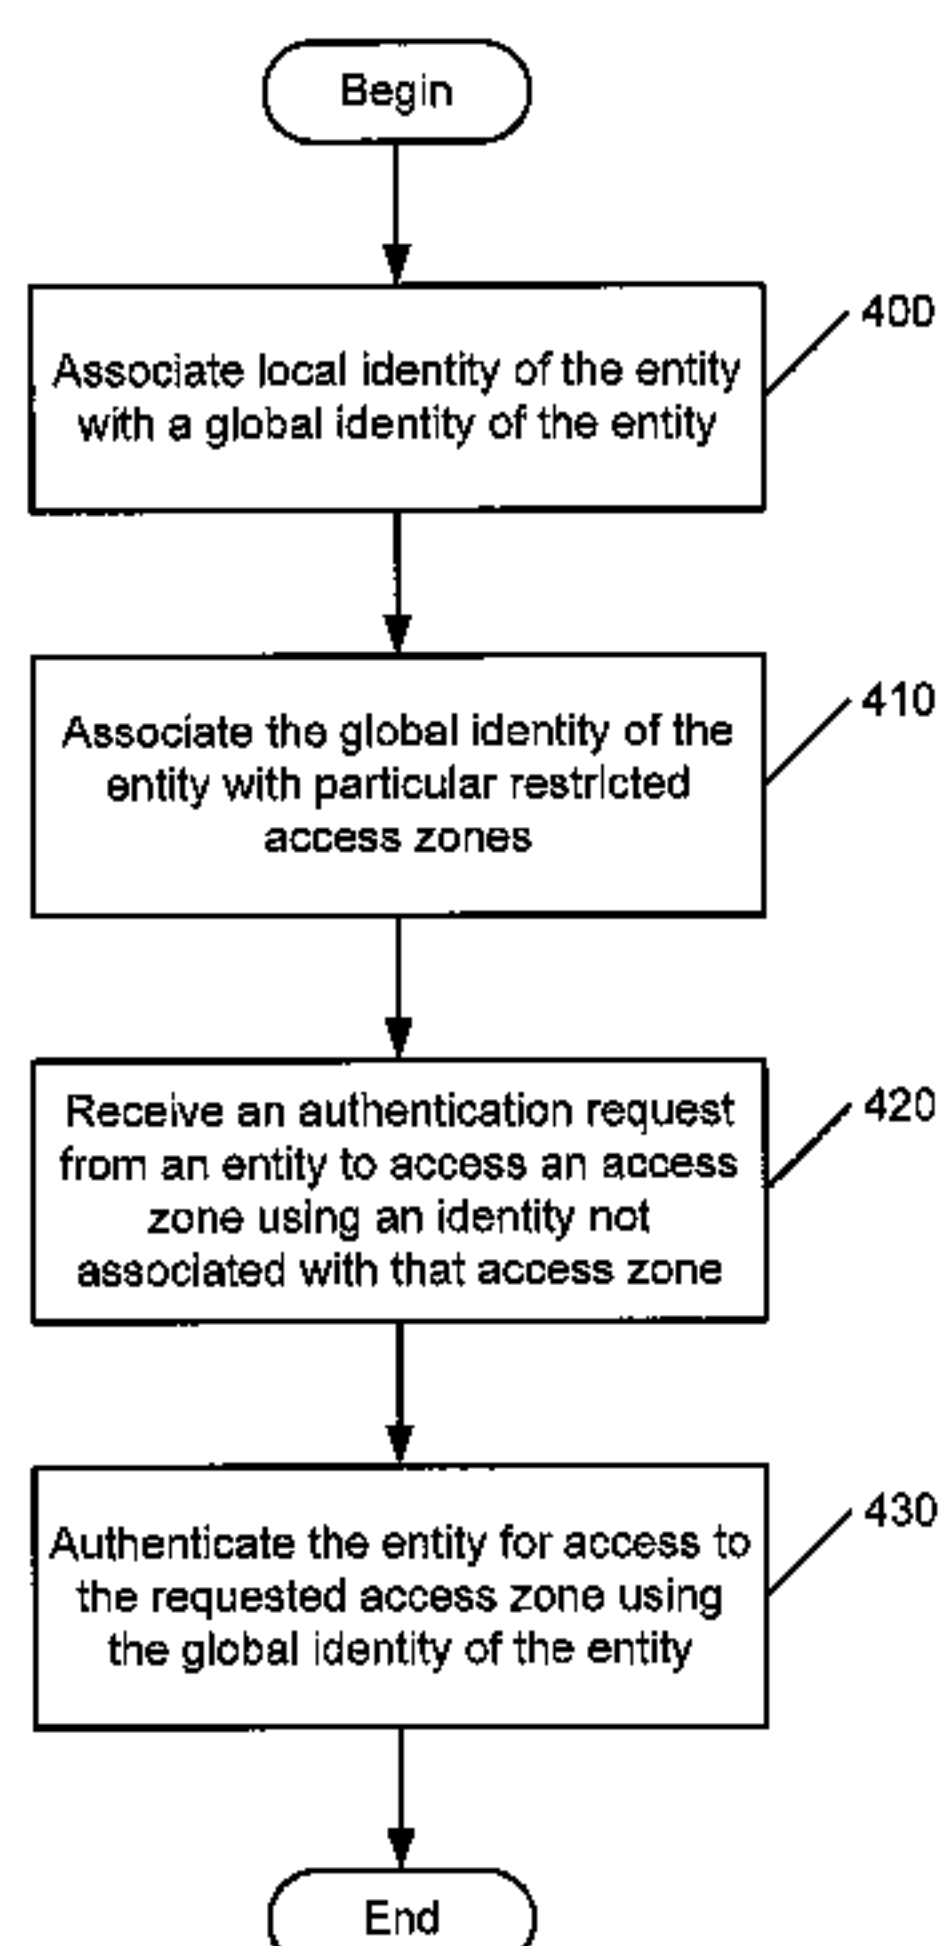 Begin
400
Associate local identity of the entity
with a global identity of the entity
410
Associate the global identity of the
entity with particular restricted
access zones
420
Receive an authentication request
from an entity to access an access
zone using an identity not
associated with that access zone
430
Authenticate the entity for access to
the requested access zone using
the global identity of the entity
End